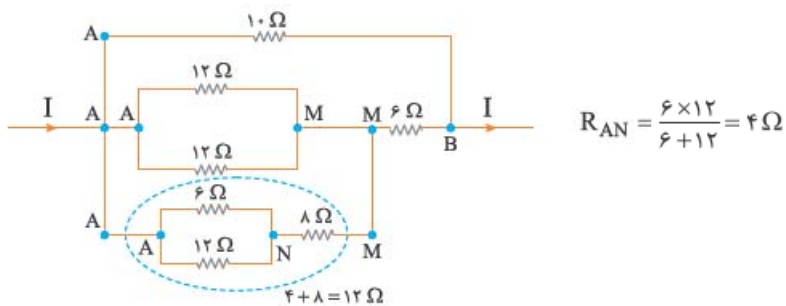 ۱۰ Ω
A
۱۲ Ω
I A A M M ۶ Ω I
B
R_AN = (۶ × ۱۲) / (۶ + ۱۲) = ۴ Ω
۱۲ Ω
۶ Ω
A ۸ Ω
A ۱۲ Ω N M
۴ + ۸ = ۱۲ Ω